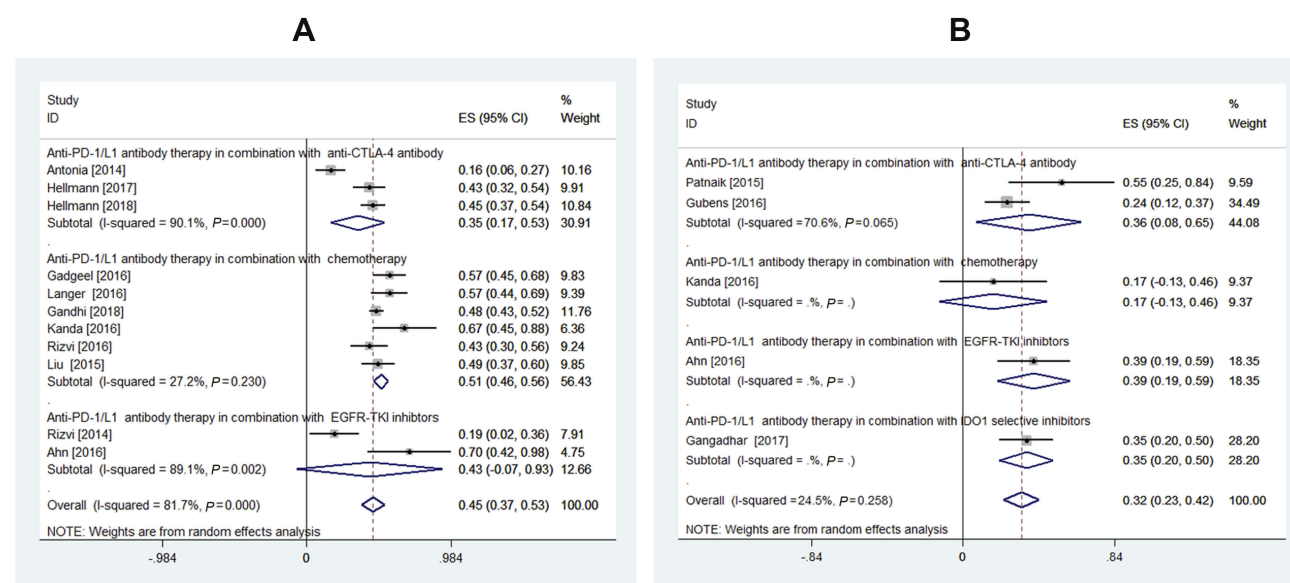 A
Study %
ID ES (95% CI) Weight
Anti-PD-1/L1 antibody therapy in combination with anti-CTLA-4 antibody
Antonia [2014] 0.16 (0.06, 0.27) 10.16
Hellmann [2017] 0.43 (0.32, 0.54) 9.91
Hellmann [2018] 0.45 (0.37, 0.54) 10.84
Subtotal (I-squared = 90.1%, P=0.000) 0.35 (0.17, 0.53) 30.91
.
Anti-PD-1/L1 antibody therapy in combination with chemotherapy
Gadgeel [2016] 0.57 (0.45, 0.68) 9.83
Langer [2016] 0.57 (0.44, 0.69) 9.39
Gandhi [2018] 0.48 (0.43, 0.52) 11.76
Kanda [2016] 0.67 (0.45, 0.88) 6.36
Rizvi [2016] 0.43 (0.30, 0.56) 9.24
Liu [2015] 0.49 (0.37, 0.60) 9.85
Subtotal (I-squared = 27.2%, P=0.230) 0.51 (0.46, 0.56) 56.43
.
Anti-PD-1/L1 antibody therapy in combination with EGFR-TKI inhibitors
Rizvi [2014] 0.19 (0.02, 0.36) 7.91
Ahn [2016] 0.70 (0.42, 0.98) 4.75
Subtotal (I-squared = 89.1%, P=0.002) 0.43 (-0.07, 0.93) 12.66
.
Overall (I-squared = 81.7%, P=0.000) 0.45 (0.37, 0.53) 100.00
NOTE: Weights are from random effects analysis
-.984 0 .984
B
Study %
ID ES (95% CI) Weight
Anti-PD-1/L1 antibody therapy in combination with anti-CTLA-4 antibody
Patnaik [2015] 0.55 (0.25, 0.84) 9.59
Gubens [2016] 0.24 (0.12, 0.37) 34.49
Subtotal (I-squared =70.6%, P=0.065) 0.36 (0.08, 0.65) 44.08
.
Anti-PD-1/L1 antibody therapy in combination with chemotherapy
Kanda [2016] 0.17 (-0.13, 0.46) 9.37
Subtotal (I-squared = .%, P= .) 0.17 (-0.13, 0.46) 9.37
.
Anti-PD-1/L1 antibody therapy in combination with EGFR-TKI inhibitors
Ahn [2016] 0.39 (0.19, 0.59) 18.35
Subtotal (I-squared = .%, P= .) 0.39 (0.19, 0.59) 18.35
.
Anti-PD-1/L1 antibody therapy in combination with IDO1 selective inhibitors
Gangadhar [2017] 0.35 (0.20, 0.50) 28.20
Subtotal (I-squared = .%, P= .) 0.35 (0.20, 0.50) 28.20
.
Overall (I-squared =24.5%, P=0.258) 0.32 (0.23, 0.42) 100.00
NOTE: Weights are from random effects analysis
-.84 0 .84